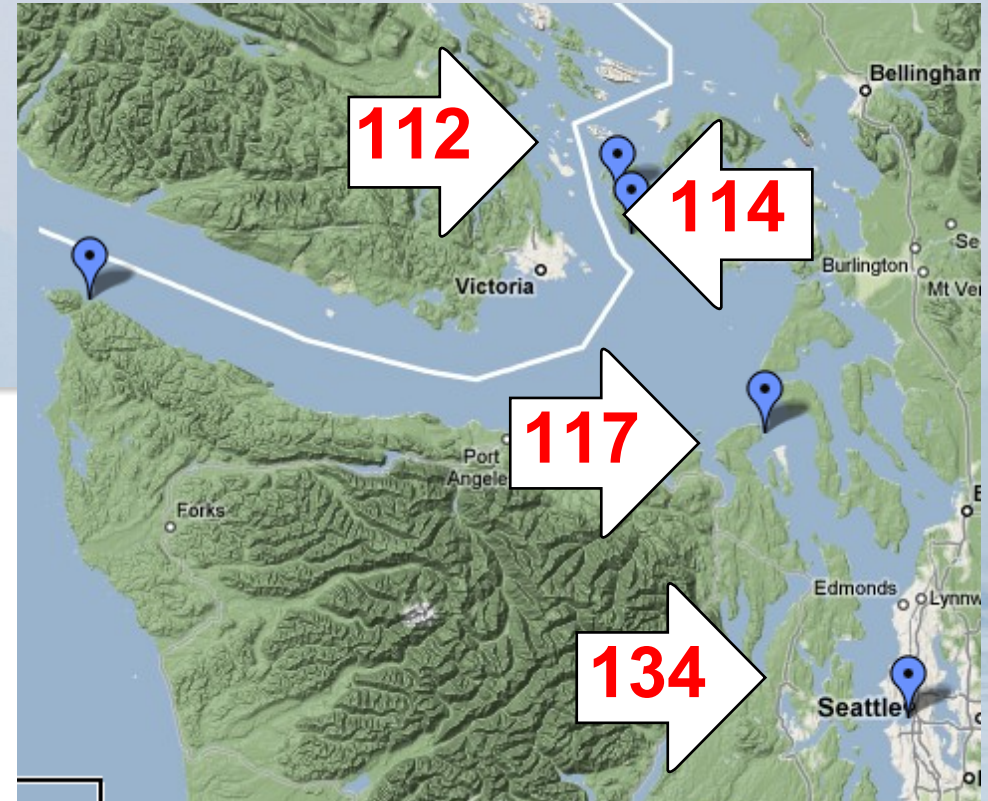 Bellingham
112
114
Se
Burlington
Mt Ver
Victoria
117
Port
Angele
Forks
E
Edmonds
Lynnw
134
Seattle